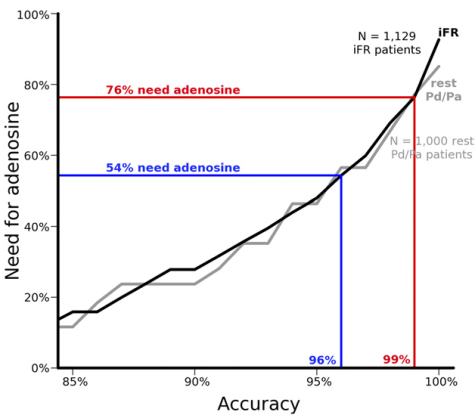 100%
iFR
N = 1,129
iFR patients
80%
76% need adenosine
rest
Pd/Pa
N = 1,000 rest
Pd/Pa patients
60%
54% need adenosine
Need for adenosine
40%
20%
0%
96%
99%
85%
90%
95%
100%
Accuracy